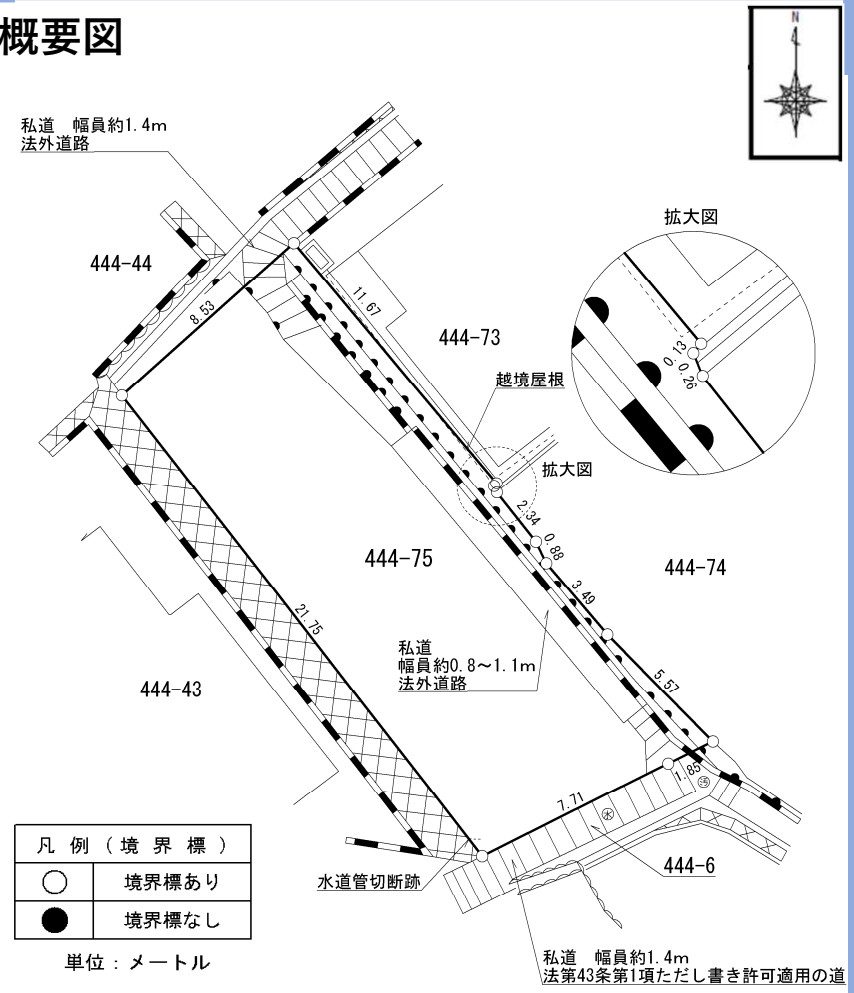 概要図
N
私道　幅員約1.4m
法外道路
拡大図
444-44
8.53
11.67
444-73
0.13
0.26
越境屋根
拡大図
2.34
0.88
444-75
444-74
3.49
21.75
私道
幅員約0.8～1.1m
法外道路
5.57
444-43
1.85
汚
7.71
水
凡 例 ( 境 界 標 )
境界標あり
境界標なし
単位：メートル
水道管切断跡
444-6
私道　幅員約1.4m
法第43条第1項ただし書き許可適用の道